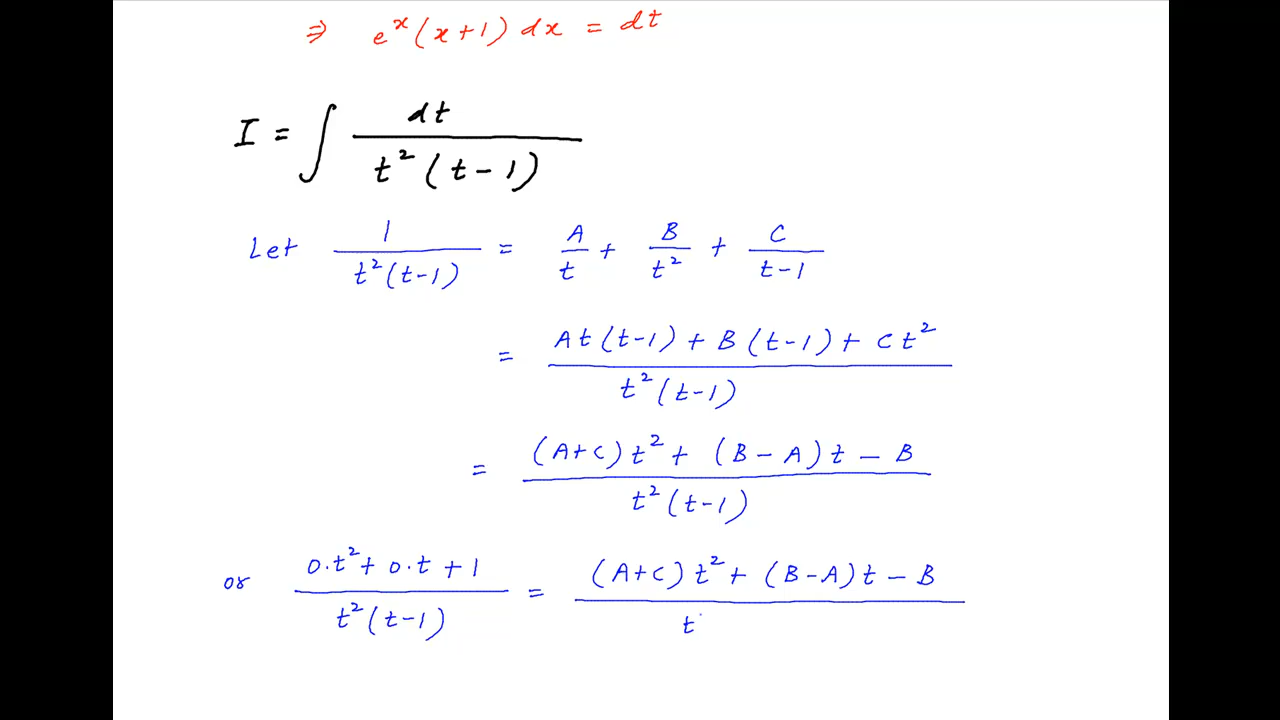 ⇒ eˣ(x+1) dx = dt
I = ∫ dt / t²(t-1)
Let 1 / t²(t-1) = A/t + B/t² + C/t-1
= At(t-1) + B(t-1) + Ct² / t²(t-1)
= (A+C)t² + (B-A)t - B / t²(t-1)
or 0.t² + 0.t + 1 / t²(t-1) = (A+C)t² + (B-A)t - B / t